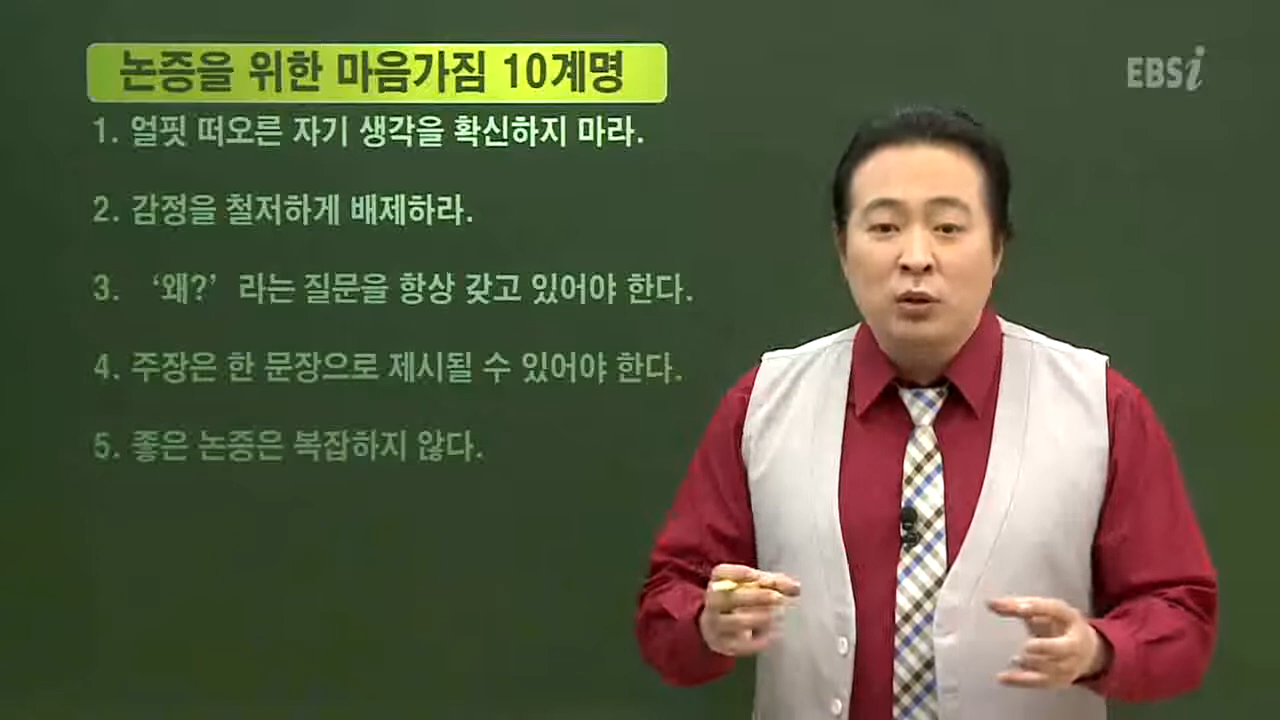 논증을 위한 마음가짐 10계명
EBSi
1. 얼핏 떠오른 자기 생각을 확신하지 마라.
2. 감정을 철저하게 배제하라.
3. ‘왜?’ 라는 질문을 항상 갖고 있어야 한다.
4. 주장은 한 문장으로 제시될 수 있어야 한다.
5. 좋은 논증은 복잡하지 않다.